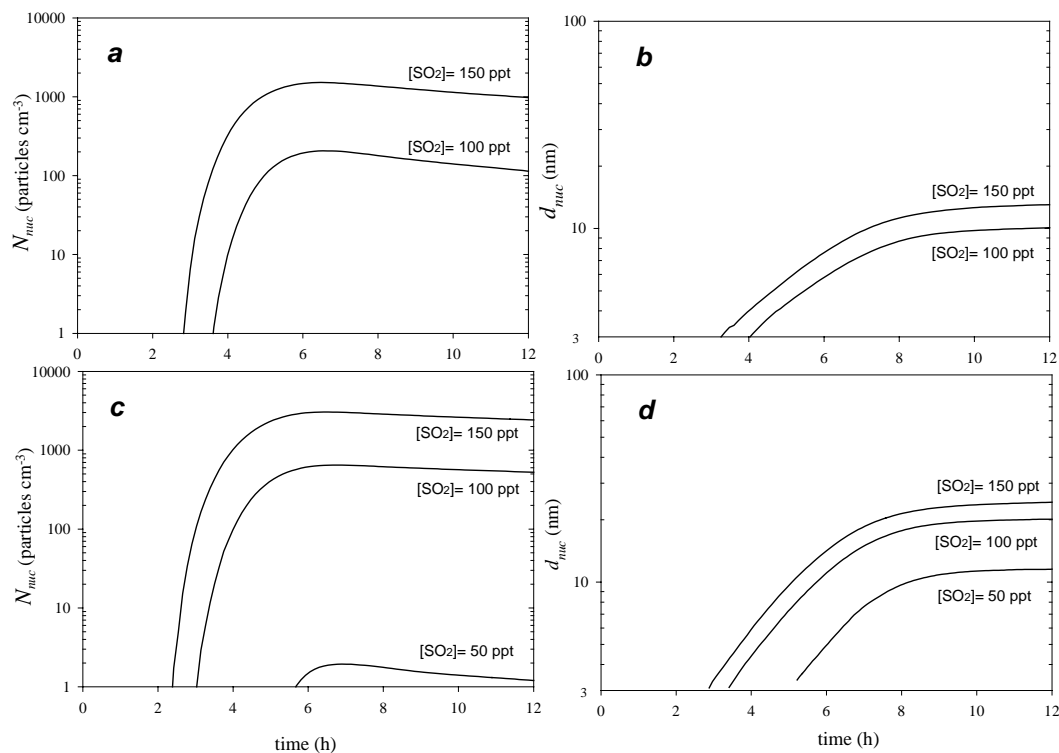 a
N_nuc (particles cm⁻³)
10000
1000
100
10
1
[SO₂]= 150 ppt
[SO₂]= 100 ppt
0 2 4 6 8 10 12
b
d_nuc (nm)
100
10
3
[SO₂]= 150 ppt
[SO₂]= 100 ppt
0 2 4 6 8 10 12
c
N_nuc (particles cm⁻³)
10000
1000
100
10
1
[SO₂]= 150 ppt
[SO₂]= 100 ppt
[SO₂]= 50 ppt
0 2 4 6 8 10 12
time (h)
d
d_nuc (nm)
100
10
3
[SO₂]= 150 ppt
[SO₂]= 100 ppt
[SO₂]= 50 ppt
0 2 4 6 8 10 12
time (h)